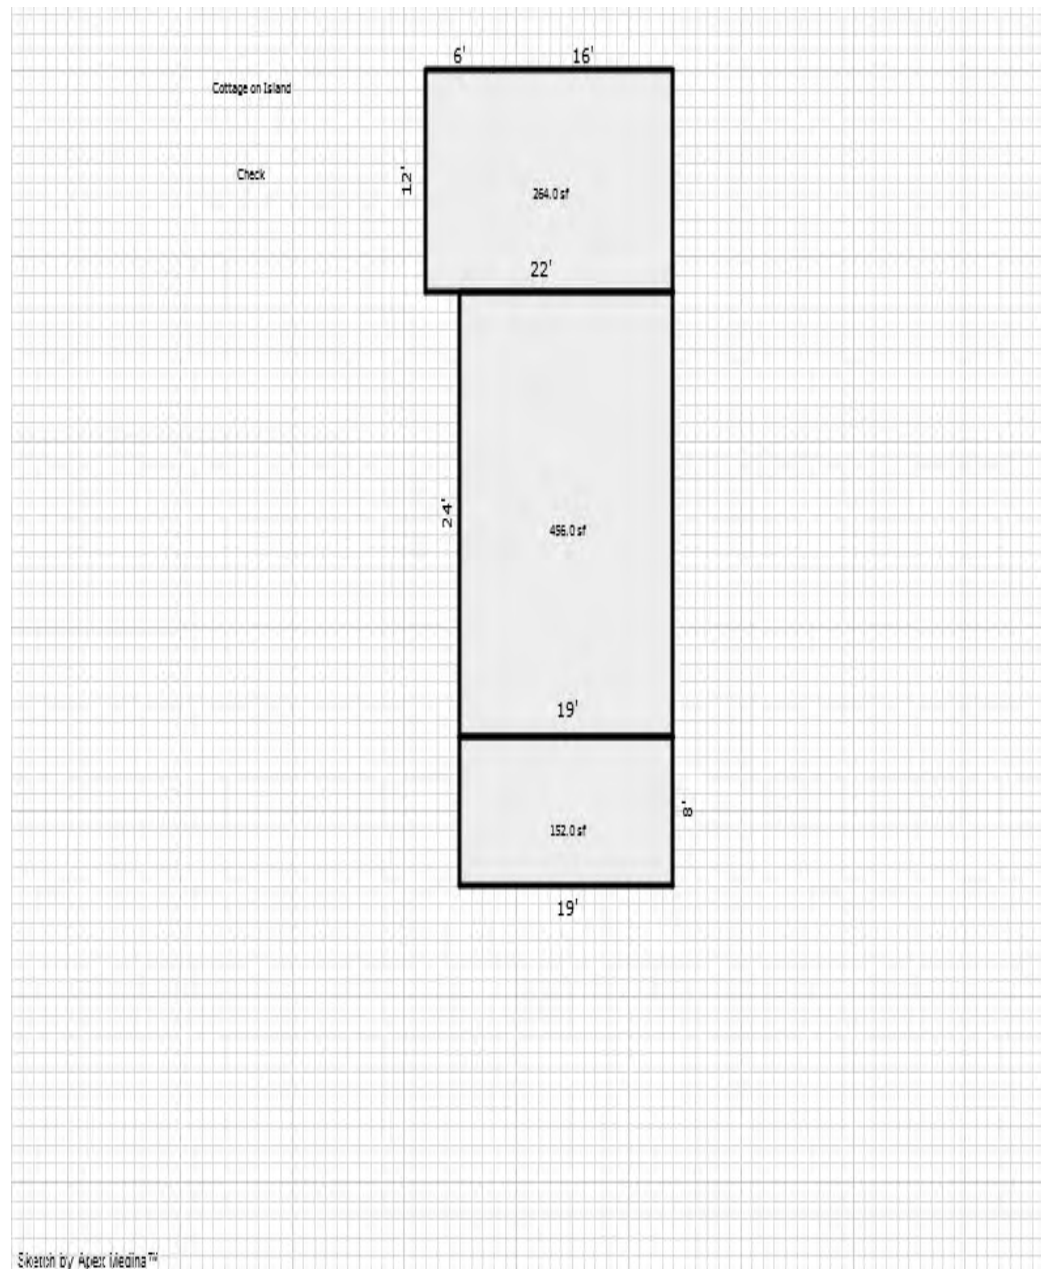 6' 16'
Cottage on Island
Check
12'
264.0 sf
22'
24'
456.0 sf
19'
8'
152.0 sf
19'
Sketch by Apex Medina™